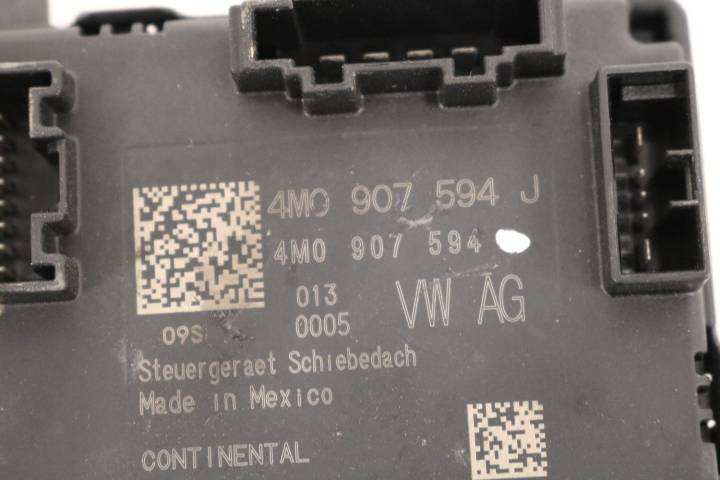 4M0 907 594 J
4M0 907 594
013
0005
VW AG
09S
Steuergeraet Schiebedach
Made in Mexico
CONTINENTAL